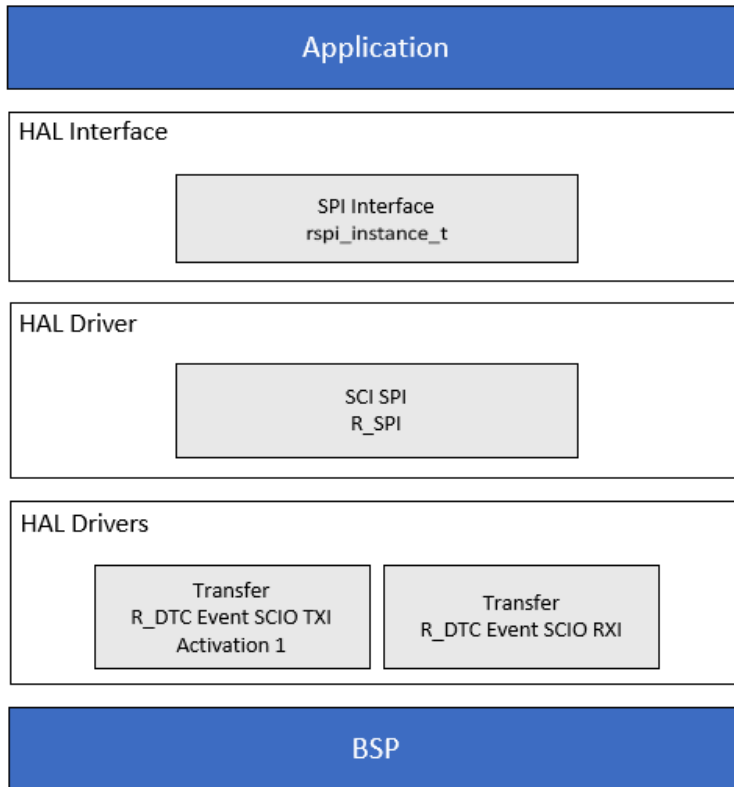 Application
HAL Interface
SPI Interface
rspi_instance_t
HAL Driver
SCI SPI
R_SPI
HAL Drivers
Transfer
R_DTC Event SCIO TXI
Activation 1
Transfer
R_DTC Event SCIO RXI
BSP